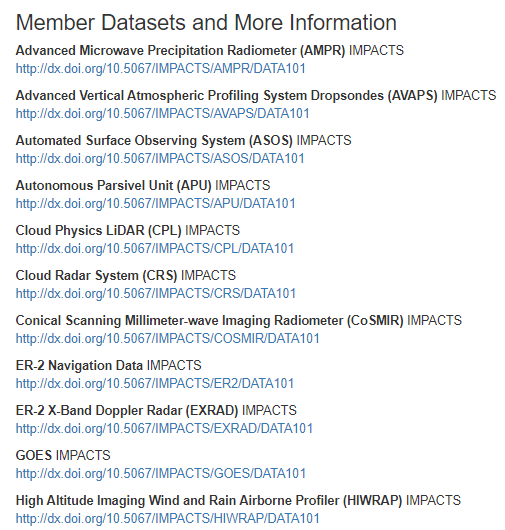 Member Datasets and More Information
Advanced Microwave Precipitation Radiometer (AMPR) IMPACTS
http://dx.doi.org/10.5067/IMPACTS/AMPR/DATA101
Advanced Vertical Atmospheric Profiling System Dropsondes (AVAPS) IMPACTS
http://dx.doi.org/10.5067/IMPACTS/AVAPS/DATA101
Automated Surface Observing System (ASOS) IMPACTS
http://dx.doi.org/10.5067/IMPACTS/ASOS/DATA101
Autonomous Parsivel Unit (APU) IMPACTS
http://dx.doi.org/10.5067/IMPACTS/APU/DATA101
Cloud Physics LiDAR (CPL) IMPACTS
http://dx.doi.org/10.5067/IMPACTS/CPL/DATA101
Cloud Radar System (CRS) IMPACTS
http://dx.doi.org/10.5067/IMPACTS/CRS/DATA101
Conical Scanning Millimeter-wave Imaging Radiometer (CoSMIR) IMPACTS
http://dx.doi.org/10.5067/IMPACTS/COSMIR/DATA101
ER-2 Navigation Data IMPACTS
http://dx.doi.org/10.5067/IMPACTS/ER2/DATA101
ER-2 X-Band Doppler Radar (EXRAD) IMPACTS
http://dx.doi.org/10.5067/IMPACTS/EXRAD/DATA101
GOES IMPACTS
http://dx.doi.org/10.5067/IMPACTS/GOES/DATA101
High Altitude Imaging Wind and Rain Airborne Profiler (HIWRAP) IMPACTS
http://dx.doi.org/10.5067/IMPACTS/HIWRAP/DATA101